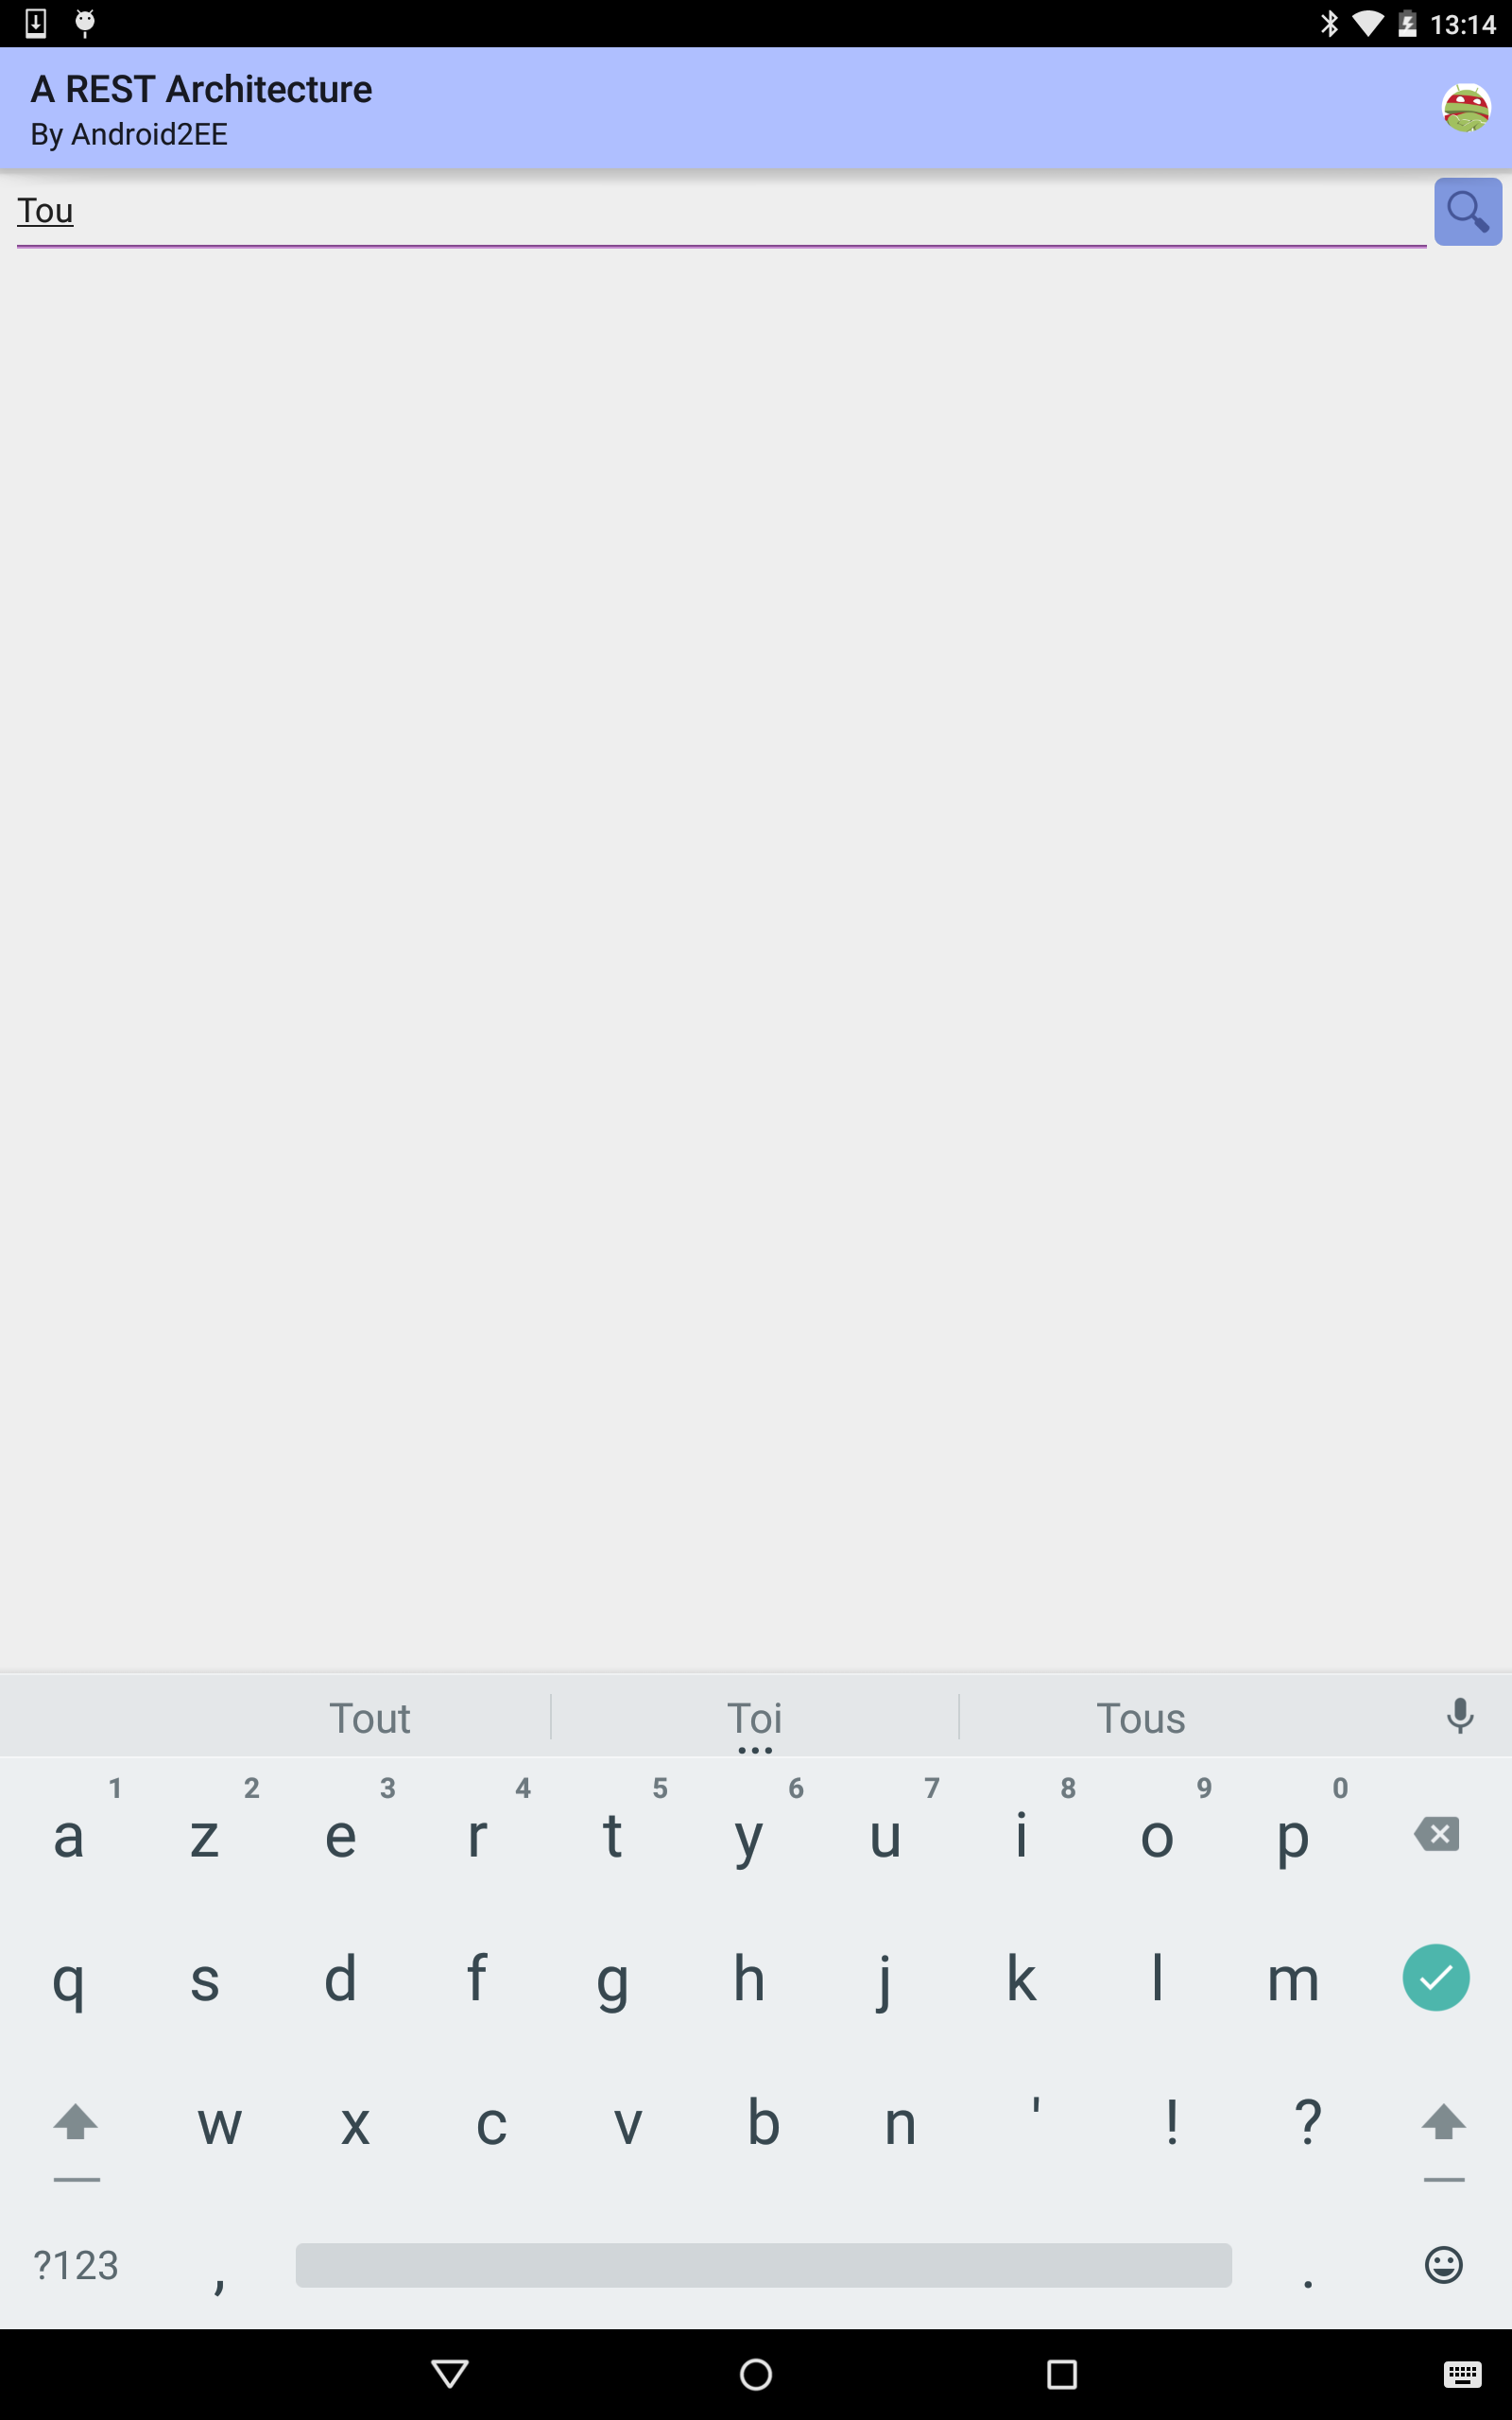 13:14
A REST Architecture
By Android2EE
Tou
Tout Toi Tous
1 2 3 4 5 6 7 8 9 0
a z e r t y u i o p
q s d f g h j k l m
w x c v b n ' ! ?
?123 , .